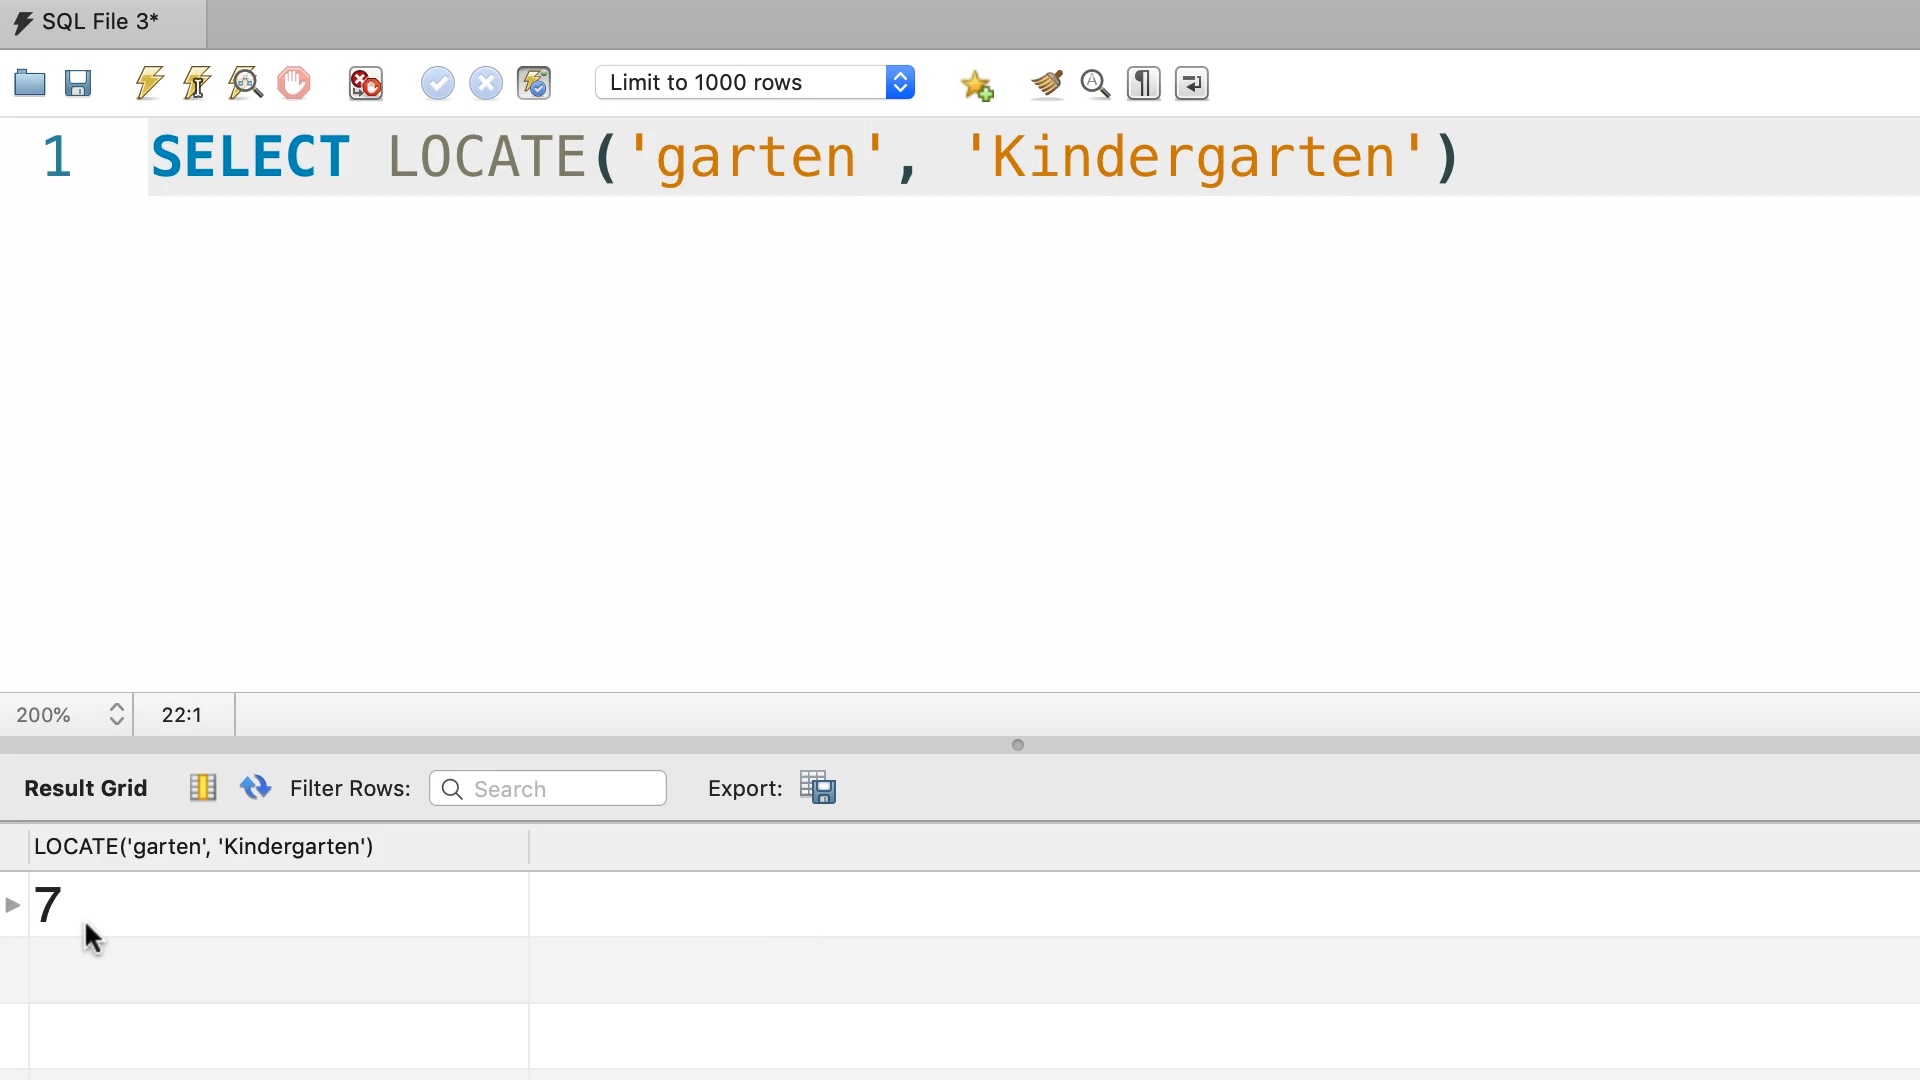 SQL File 3*
Limit to 1000 rows
1 SELECT LOCATE('garten', 'Kindergarten')
200% 22:1
Result Grid Filter Rows: Search Export:
LOCATE('garten', 'Kindergarten')
7